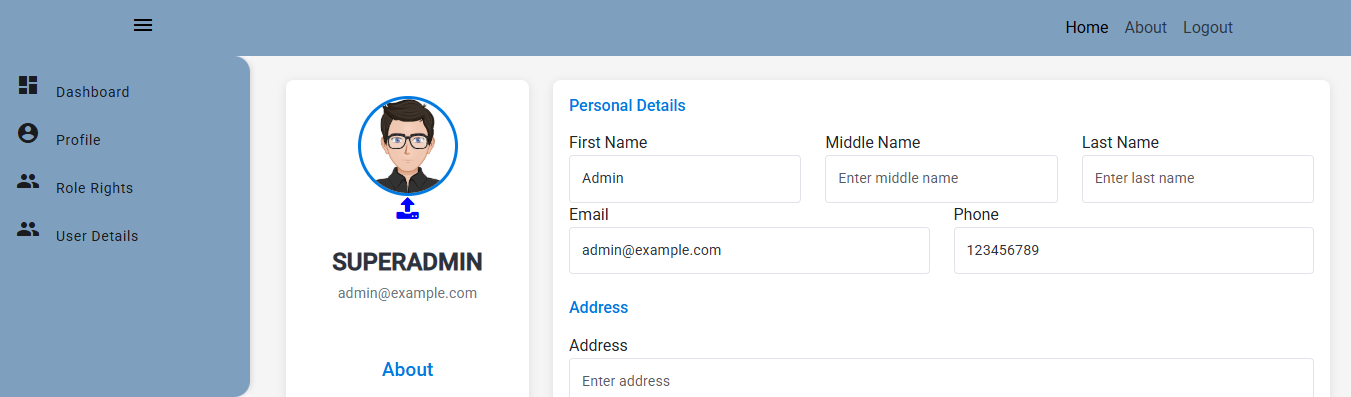 Home About Logout
Dashboard
Profile
Role Rights
User Details
SUPERADMIN
admin@example.com
About
Personal Details
First Name Middle Name Last Name
Admin Enter middle name Enter last name
Email Phone
admin@example.com 123456789
Address
Address
Enter address